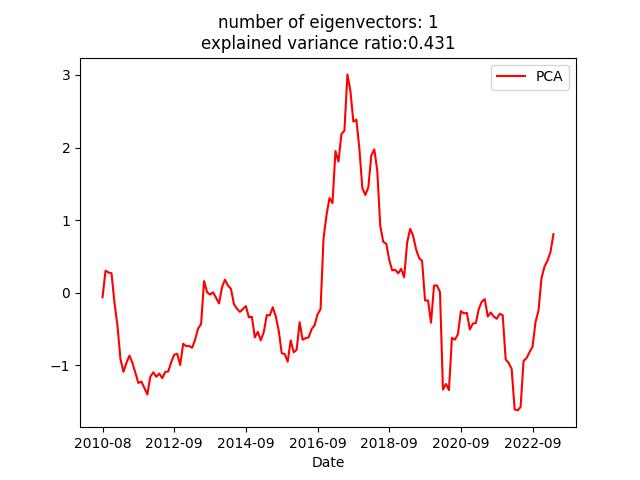 number of eigenvectors: 1
explained variance ratio:0.431
PCA
3
2
1
0
−1
2010-08 2012-09 2014-09 2016-09 2018-09 2020-09 2022-09
Date